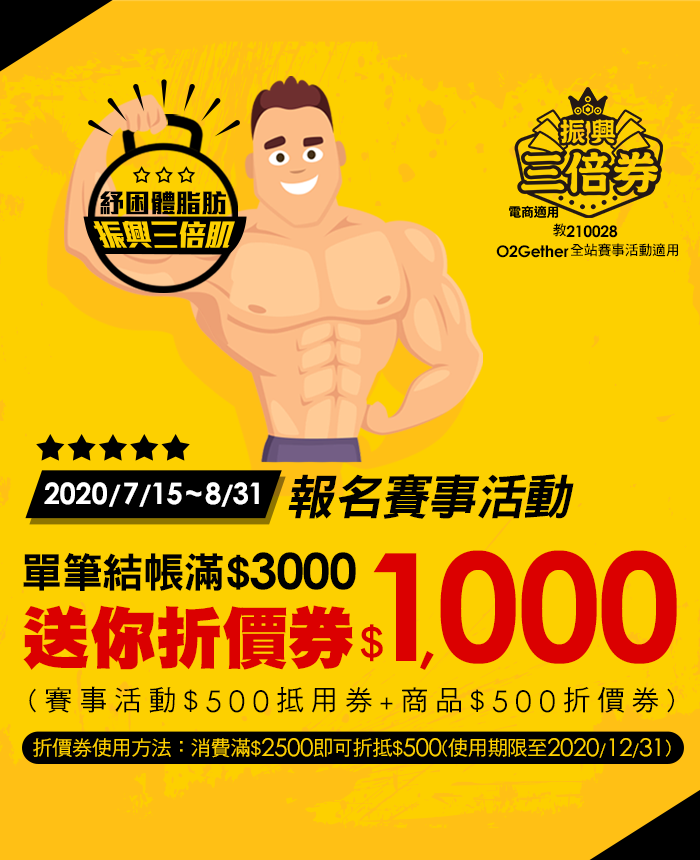 紓困體脂肪
振興三倍肌
振興
三倍券
電商適用
教210028
O2Gether全站賽事活動適用
2020/7/15~8/31 報名賽事活動
單筆結帳滿$3000
送你折價券$1,000
(賽事活動$500抵用券+商品$500折價券)
折價券使用方法:消費滿$2500即可折抵$500(使用期限至2020/12/31)